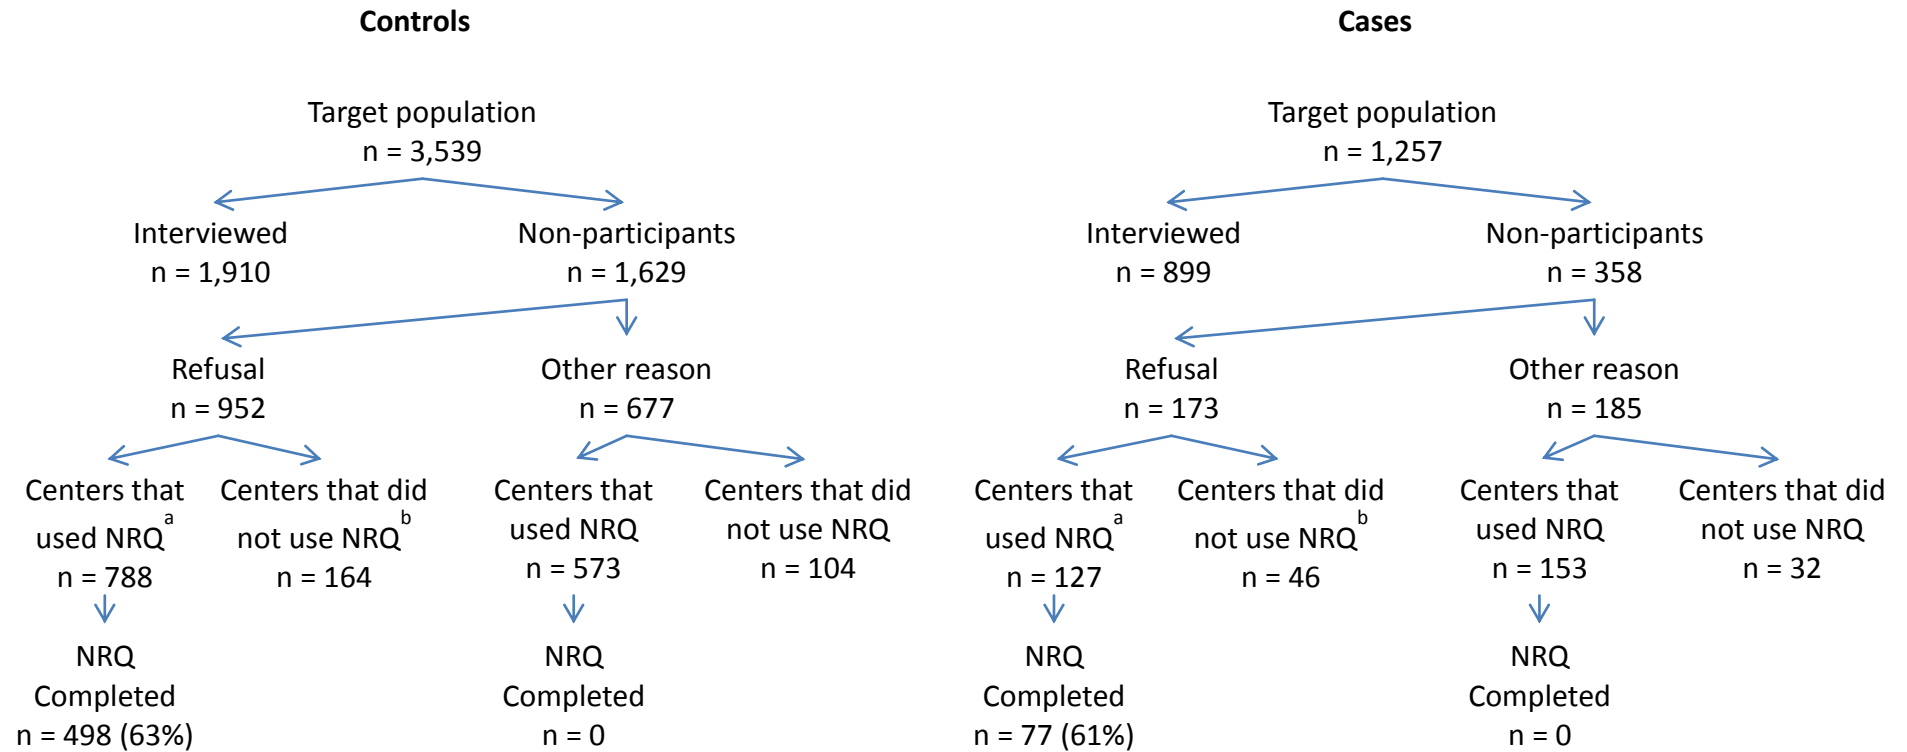 Controls
Cases
Target population
n = 3,539
Target population
n = 1,257
Interviewed
n = 1,910
Non-participants
n = 1,629
Interviewed
n = 899
Non-participants
n = 358
Refusal
n = 952
Other reason
n = 677
Refusal
n = 173
Other reason
n = 185
Centers that
used NRQᵃ
n = 788
Centers that did
not use NRQᵇ
n = 164
Centers that
used NRQ
n = 573
Centers that did
not use NRQ
n = 104
Centers that
used NRQᵃ
n = 127
Centers that did
not use NRQᵇ
n = 46
Centers that
used NRQ
n = 153
Centers that did
not use NRQ
n = 32
NRQ
Completed
n = 498 (63%)
NRQ
Completed
n = 0
NRQ
Completed
n = 77 (61%)
NRQ
Completed
n = 0